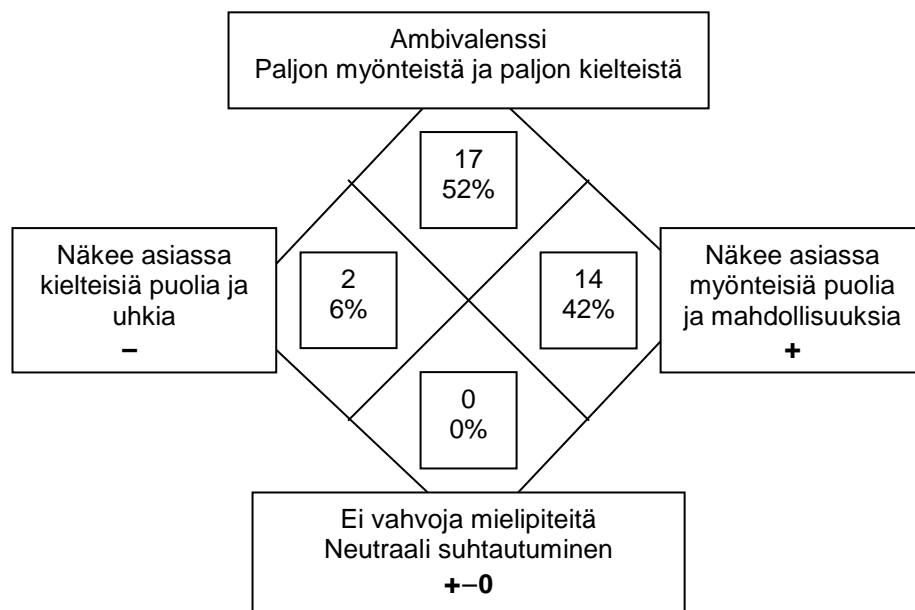 Ambivalenssi
Paljon myönteistä ja paljon kielteistä
17
52%
Näkee asiassa
kielteisiä puolia ja
uhkia
–
2
6%
14
42%
Näkee asiassa
myönteisiä puolia
ja mahdollisuuksia
+
0
0%
Ei vahvoja mielipiteitä
Neutraali suhtautuminen
+–0